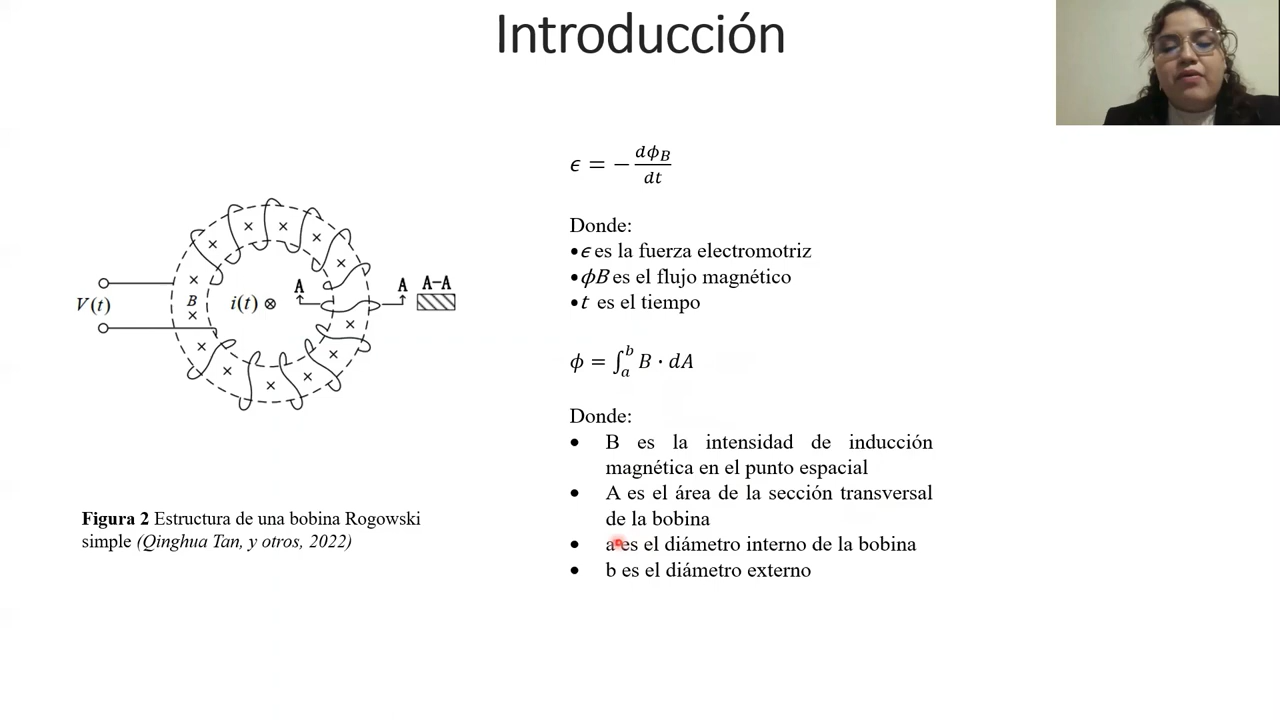 Introducción
ϵ = − dϕB/dt
Donde:
•ϵ es la fuerza electromotriz
•ϕB es el flujo magnético
•t es el tiempo
ϕ = ∫ₐᵇ B · dA
Donde:
• B es la intensidad de inducción
magnética en el punto espacial
• A es el área de la sección transversal
de la bobina
• a es el diámetro interno de la bobina
• b es el diámetro externo
V(t)
B
i(t) ⊗
A
A
A-A
Figura 2 Estructura de una bobina Rogowski
simple (Qinghua Tan, y otros, 2022)